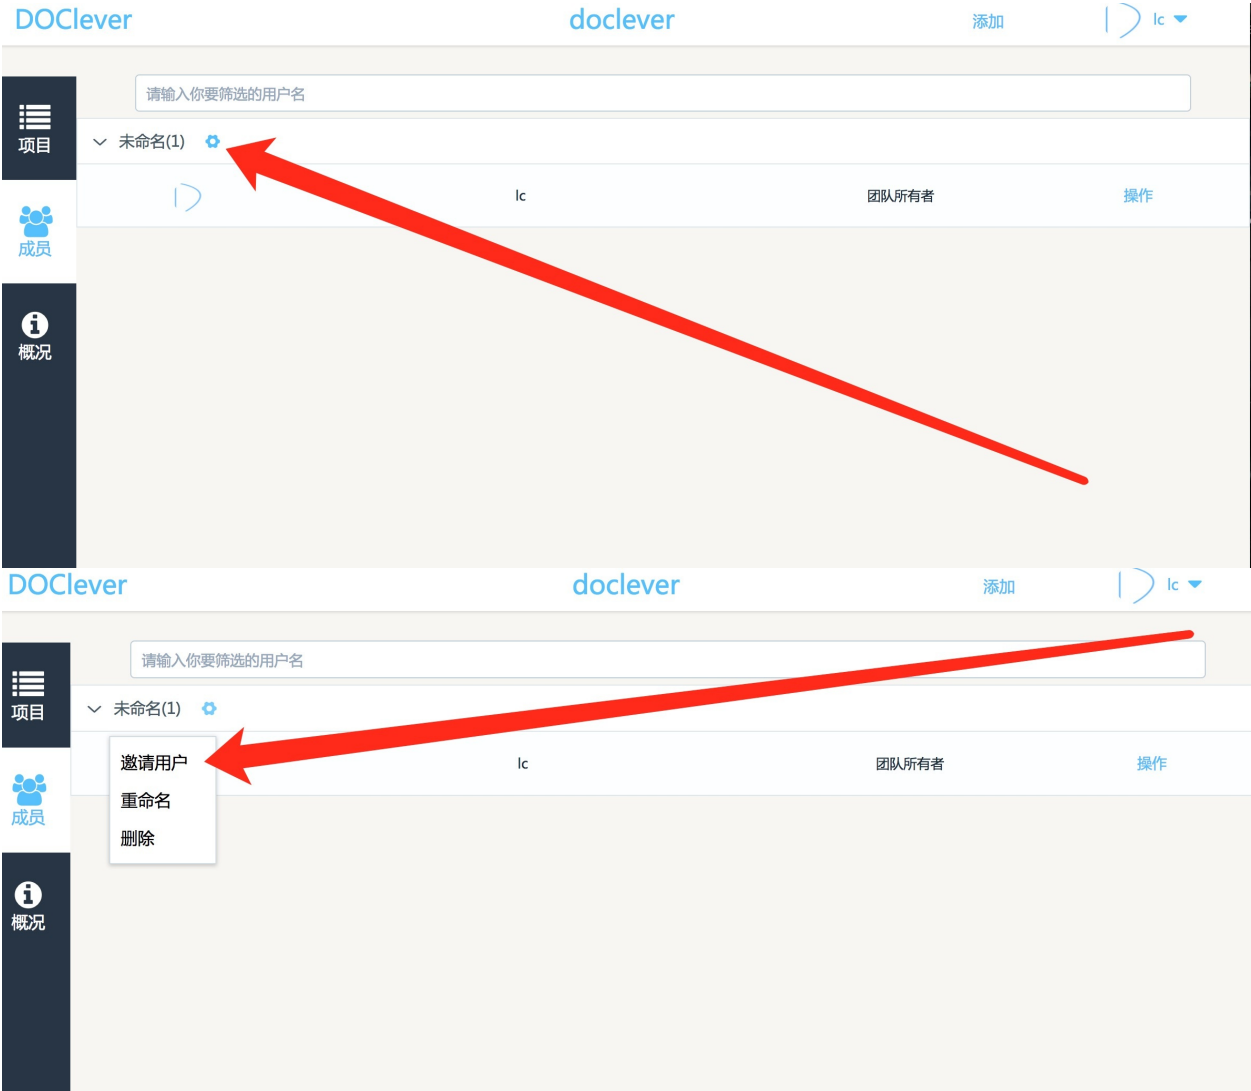 DOClever
doclever
添加
lc
请输入你要筛选的用户名
项目
未命名(1)
lc
团队所有者
操作
成员
概况
DOClever
doclever
添加
lc
请输入你要筛选的用户名
项目
未命名(1)
邀请用户
lc
团队所有者
操作
重命名
成员
删除
概况